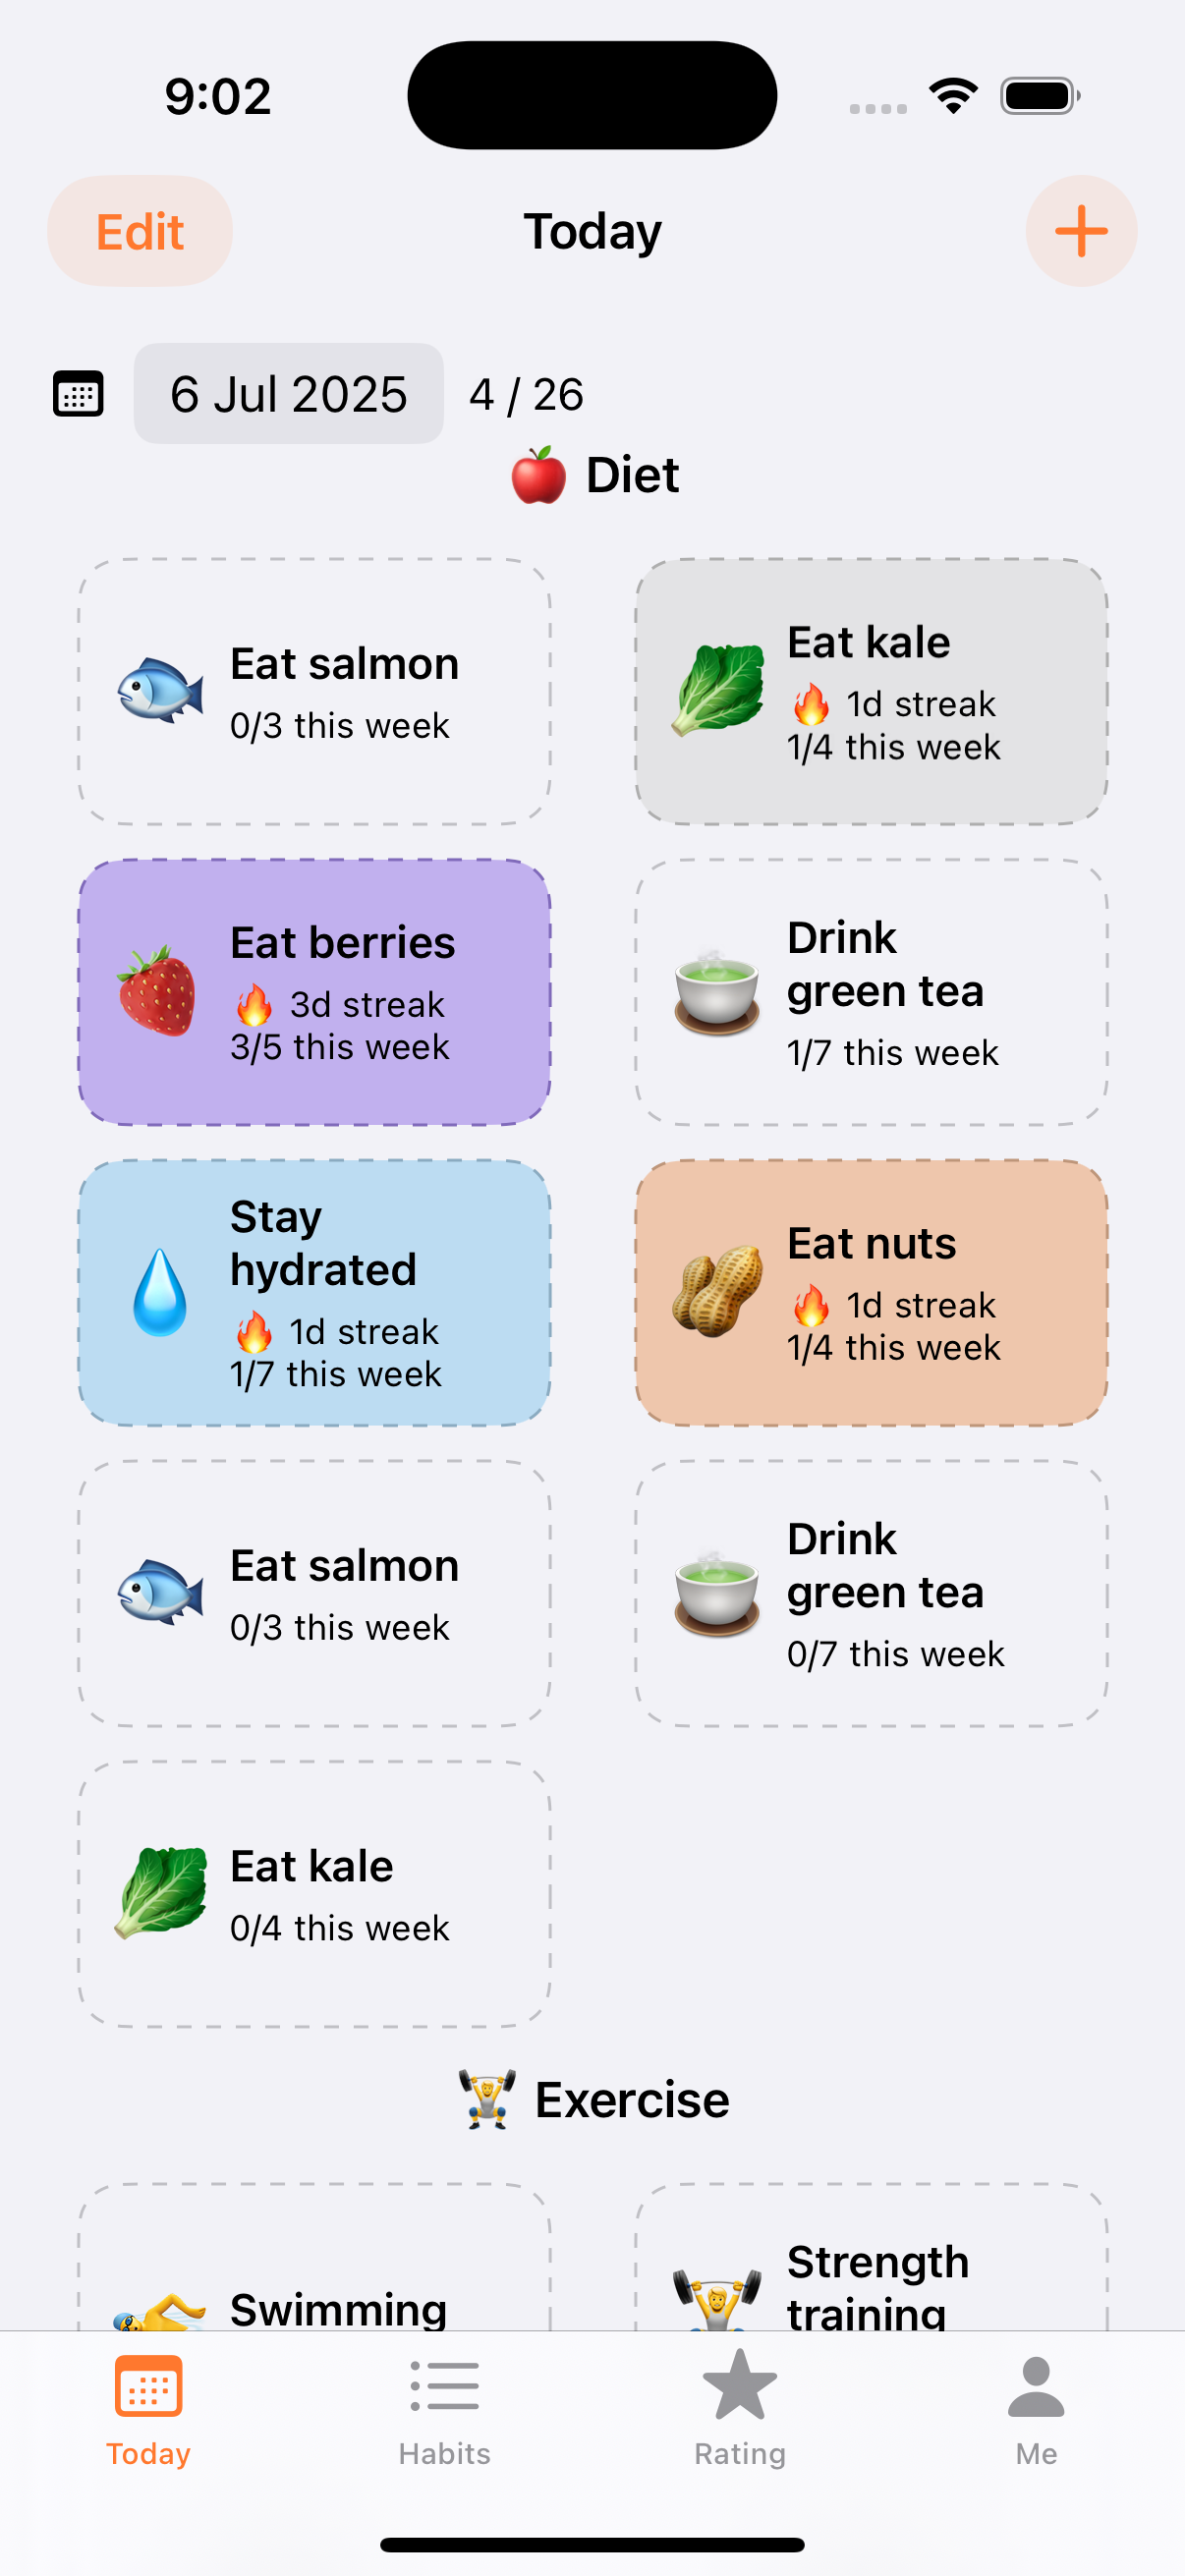 9:02
Edit
Today
6 Jul 2025
4 / 26
Diet
Eat salmon
0/3 this week
Eat kale
1d streak
1/4 this week
Eat berries
3d streak
3/5 this week
Drink
green tea
1/7 this week
Stay
hydrated
1d streak
1/7 this week
Eat nuts
1d streak
1/4 this week
Eat salmon
0/3 this week
Drink
green tea
0/7 this week
Eat kale
0/4 this week
Exercise
Swimming
Strength
training
Today
Habits
Rating
Me